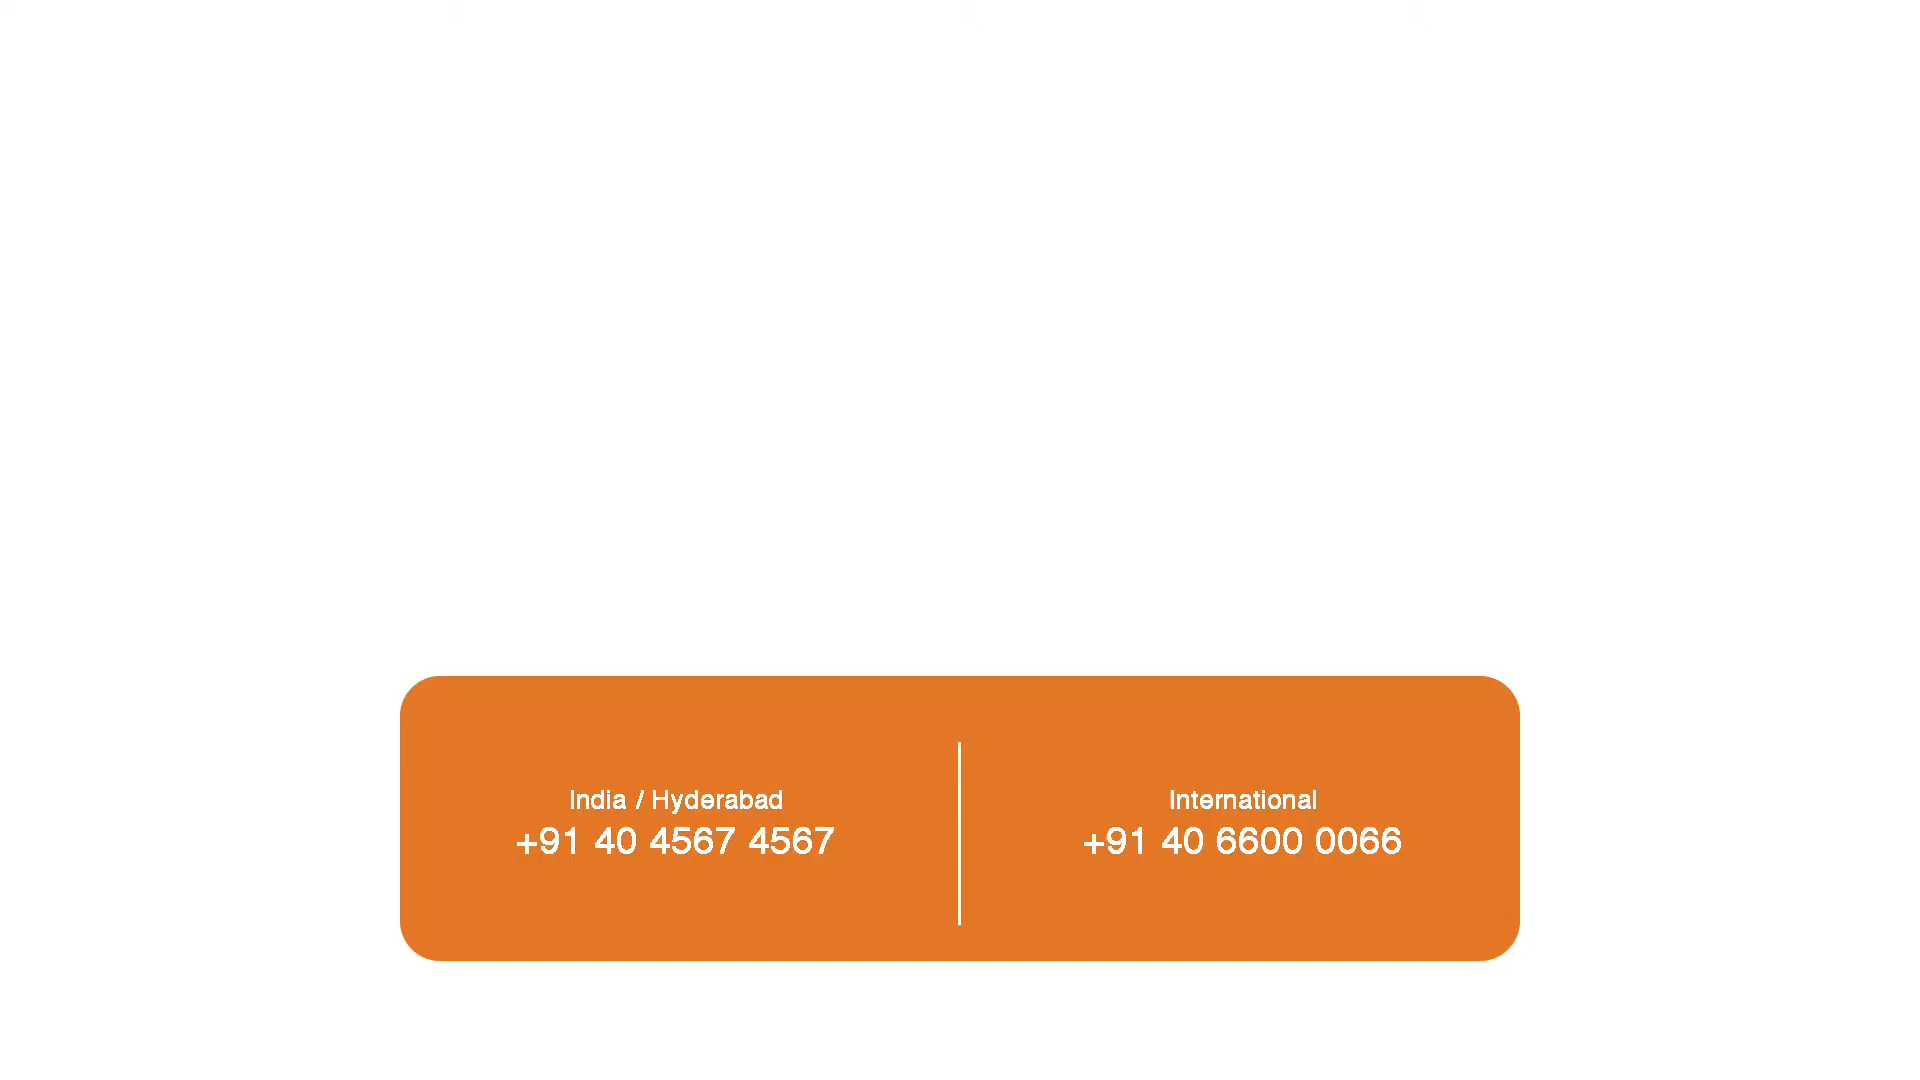 India / Hyderabad
+91 40 4567 4567
International
+91 40 6600 0066